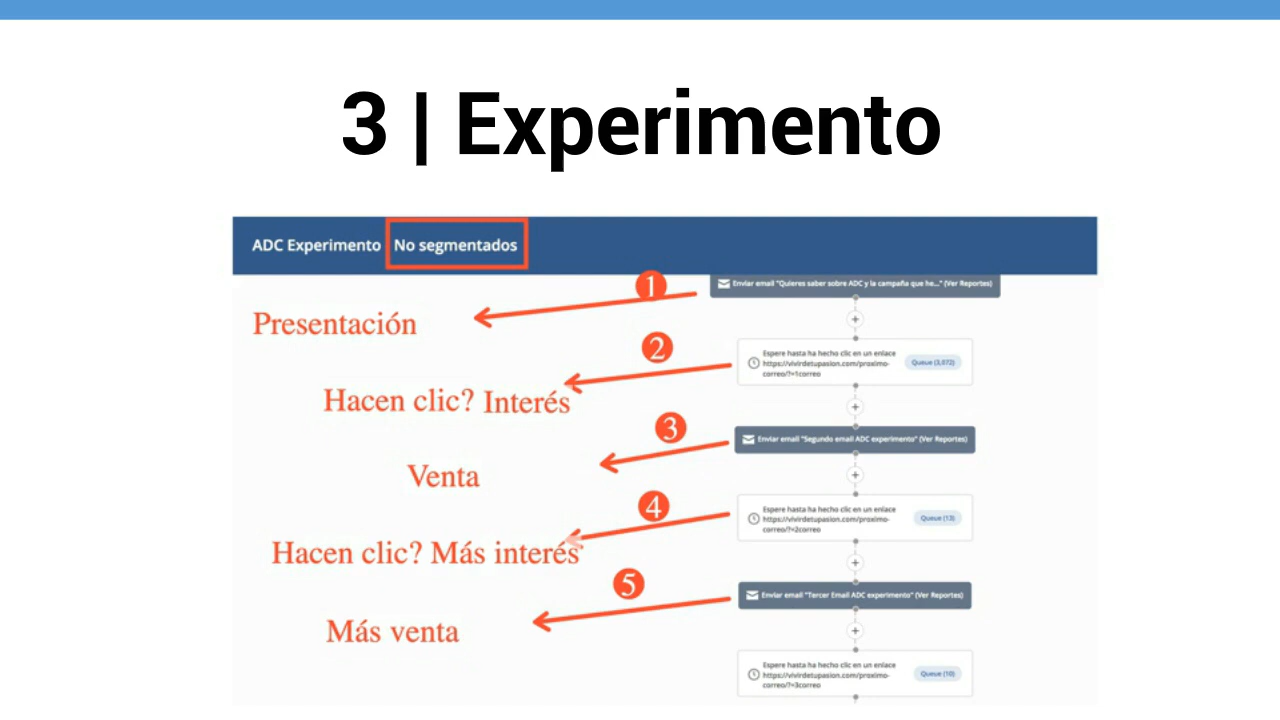 3 | Experimento
ADC Experimento No segmentados
1
Enviar email "Quieres saber sobre ADC y la campaña que he..." (Ver Reportes)
Presentación
2
Espere hasta ha hecho clic en un enlace
https://vivirdetupasion.com/proximo-
correo/?=1correo
Queue (3,072)
Hacen clic? Interés
3
Enviar email "Segundo email ADC experimento" (Ver Reportes)
Venta
4
Espere hasta ha hecho clic en un enlace
https://vivirdetupasion.com/proximo-
correo/?=2correo
Queue (13)
Hacen clic? Más interés
5
Enviar email "Tercer Email ADC experimento" (Ver Reportes)
Más venta
Espere hasta ha hecho clic en un enlace
https://vivirdetupasion.com/proximo-
correo/?=3correo
Queue (10)